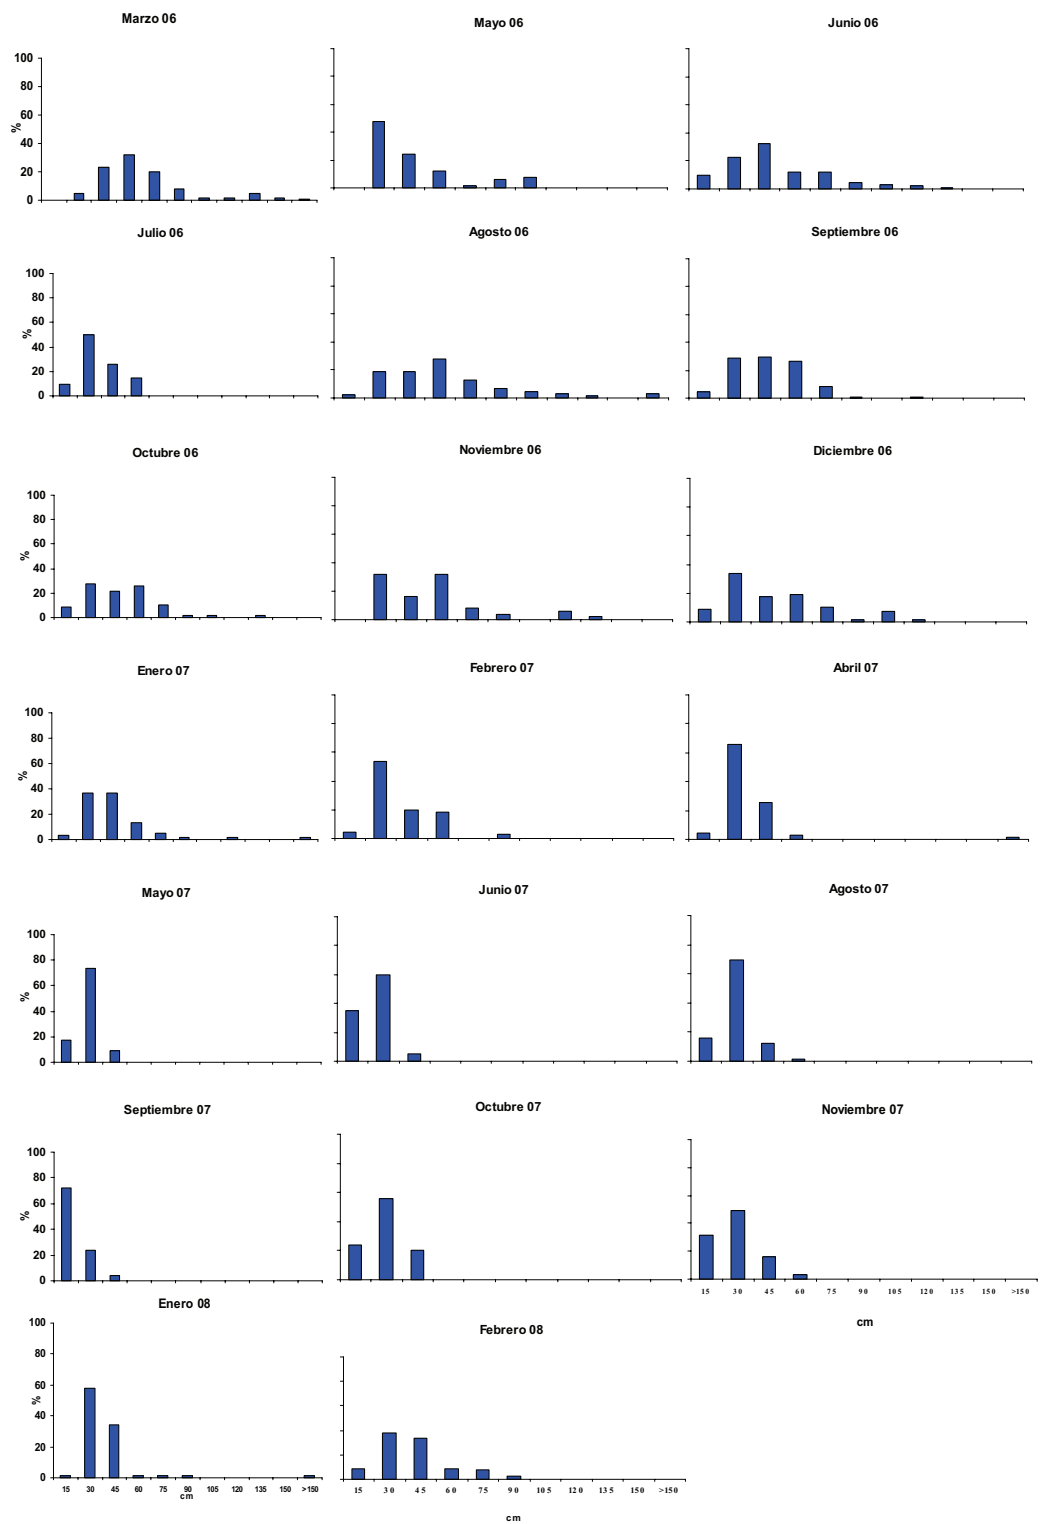 Marzo 06
Mayo 06
Junio 06
100
80
60
40
20
0
%
Julio 06
Agosto 06
Septiembre 06
100
80
60
40
20
0
%
Octubre 06
Noviembre 06
Diciembre 06
100
80
60
40
20
0
%
Enero 07
Febrero 07
Abril 07
100
80
60
40
20
0
%
Mayo 07
Junio 07
Agosto 07
100
80
60
40
20
0
%
Septiembre 07
Octubre 07
Noviembre 07
100
80
60
40
20
0
%
15 30 45 60 75 90 105 120 135 150 >150
cm
Enero 08
Febrero 08
100
80
60
40
20
0
%
15 30 45 60 75 90 105 120 135 150 >150
cm
15 30 45 60 75 90 105 120 135 150 >150
cm